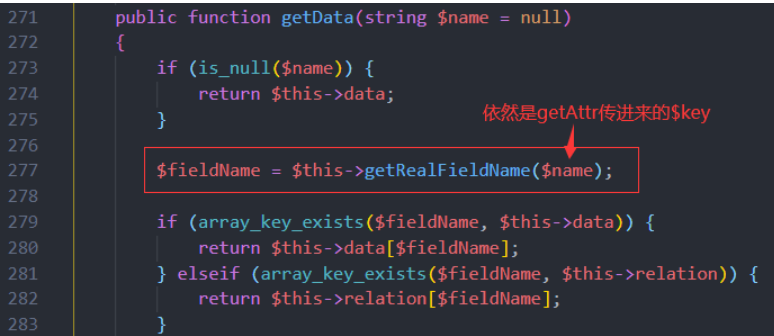 271 public function getData(string $name = null)
272 {
273 if (is_null($name)) {
274 return $this->data;
275 }
依然是getAttr传进来的$key
276
277 $fieldName = $this->getRealFieldName($name);
278
279 if (array_key_exists($fieldName, $this->data)) {
280 return $this->data[$fieldName];
281 } elseif (array_key_exists($fieldName, $this->relation)) {
282 return $this->relation[$fieldName];
283 }